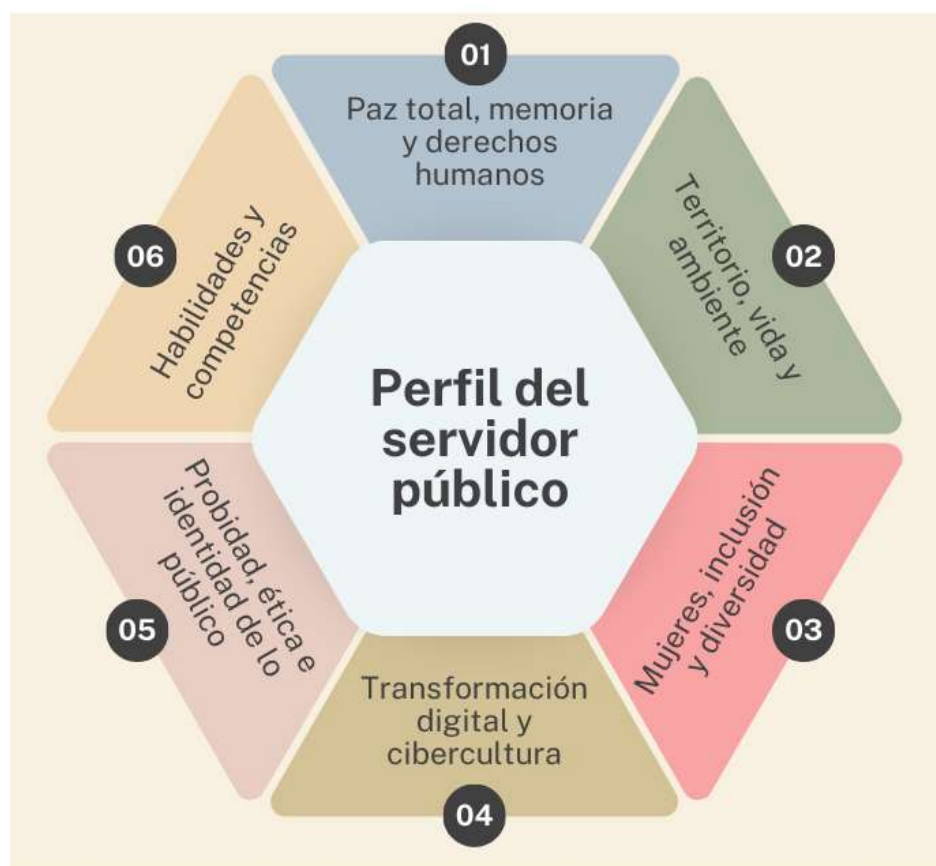 01
Paz total, memoria
y derechos
humanos
02
Territorio, vida y
ambiente
03
Mujeres, inclusión
y diversidad
04
Transformación
digital y
cibercultura
05
Probidad, ética e
identidad de lo
público
06
Habilidades y
competencias
Perfil del
servidor
público